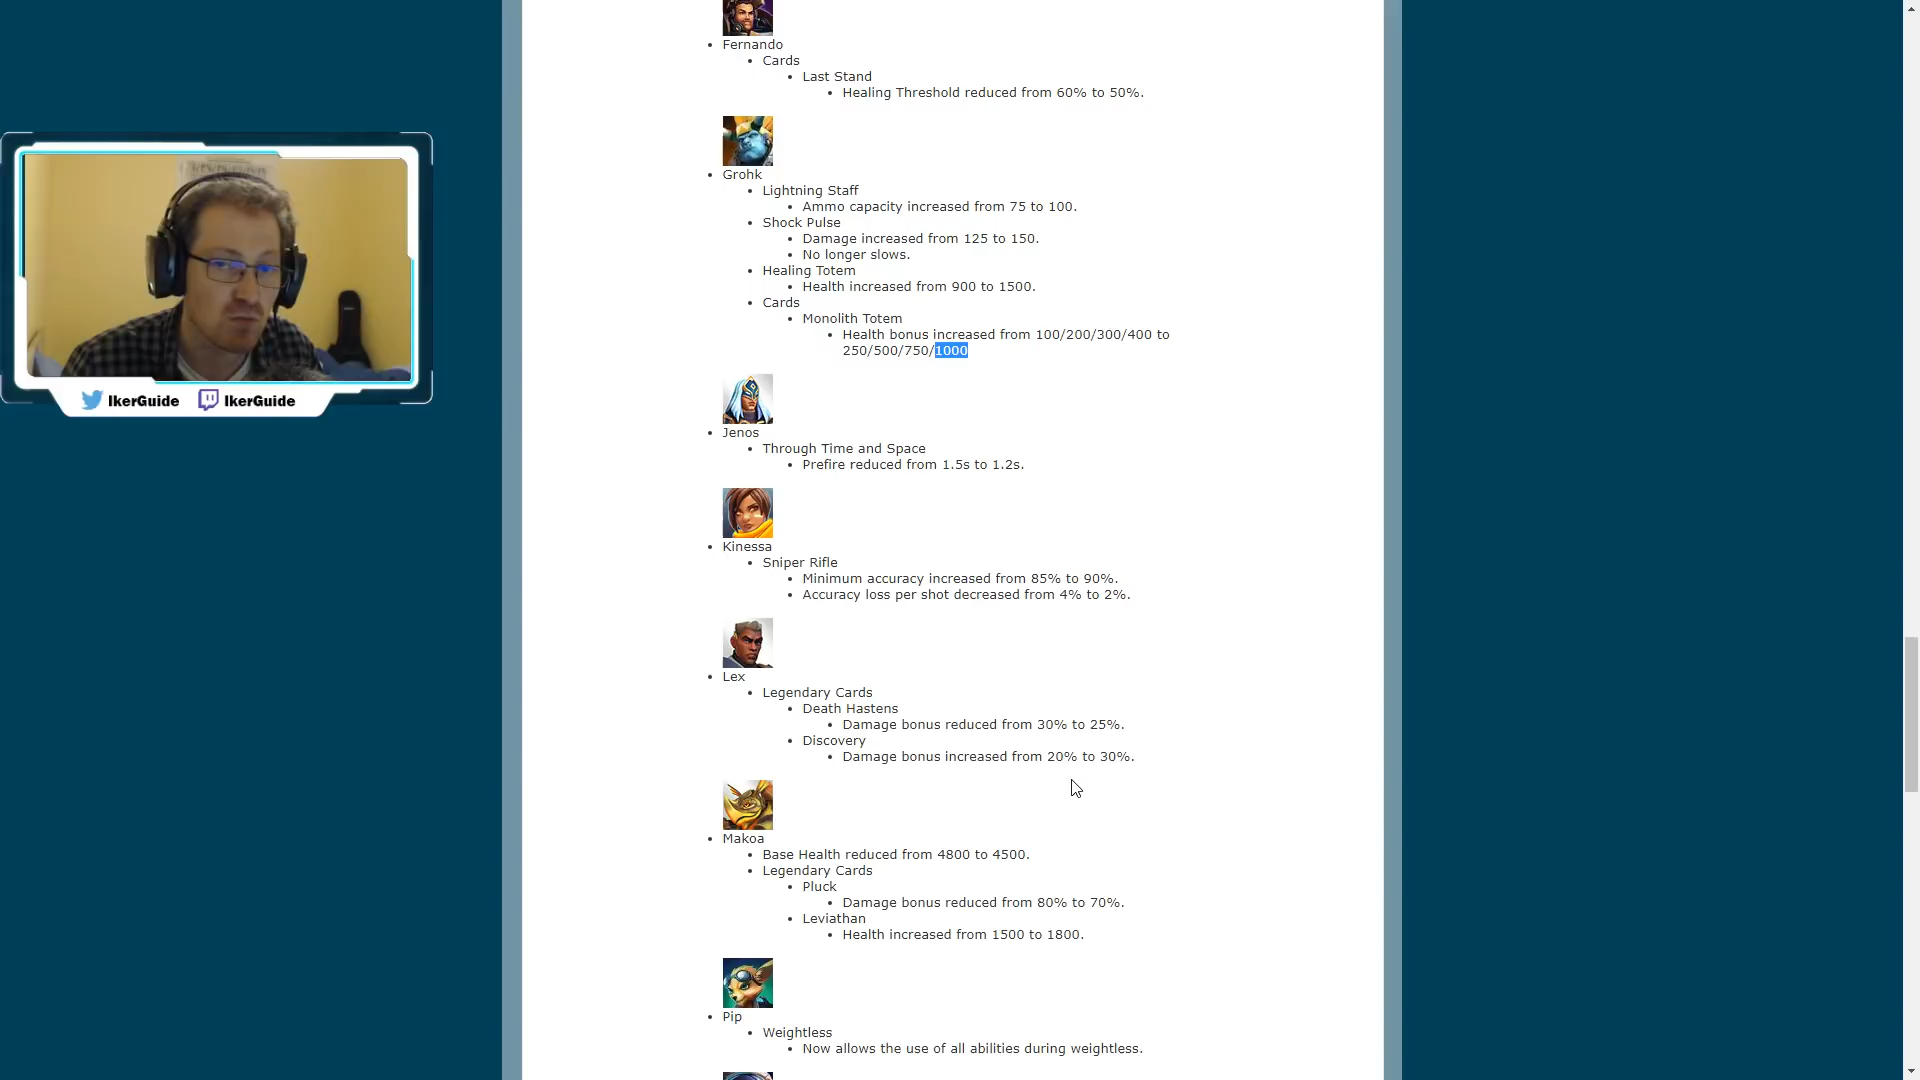 Fernando
Cards
Last Stand
Healing Threshold reduced from 60% to 50%.
Grohk
Lightning Staff
Ammo capacity increased from 75 to 100.
Shock Pulse
Damage increased from 125 to 150.
No longer slows.
Healing Totem
Health increased from 900 to 1500.
Cards
Monolith Totem
Health bonus increased from 100/200/300/400 to
250/500/750/1000
IkerGuide IkerGuide
Jenos
Through Time and Space
Prefire reduced from 1.5s to 1.2s.
Kinessa
Sniper Rifle
Minimum accuracy increased from 85% to 90%.
Accuracy loss per shot decreased from 4% to 2%.
Lex
Legendary Cards
Death Hastens
Damage bonus reduced from 30% to 25%.
Discovery
Damage bonus increased from 20% to 30%.
Makoa
Base Health reduced from 4800 to 4500.
Legendary Cards
Pluck
Damage bonus reduced from 80% to 70%.
Leviathan
Health increased from 1500 to 1800.
Pip
Weightless
Now allows the use of all abilities during weightless.